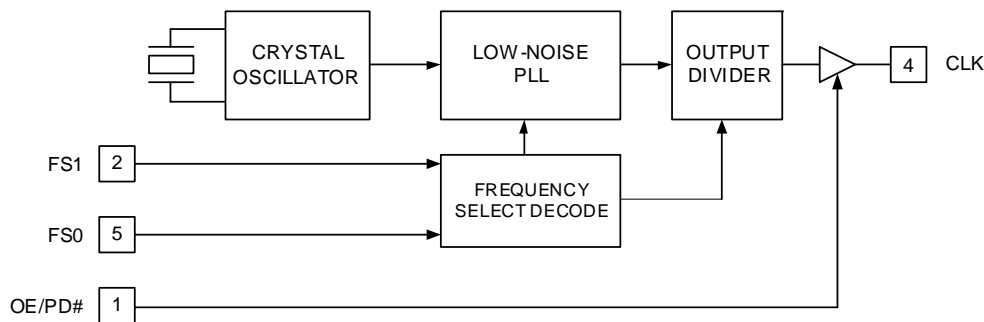 CRYSTAL
OSCILLATOR
LOW-NOISE
PLL
OUTPUT
DIVIDER
4
CLK
FS1
2
FREQUENCY
SELECT DECODE
FS0
5
OE/PD#
1